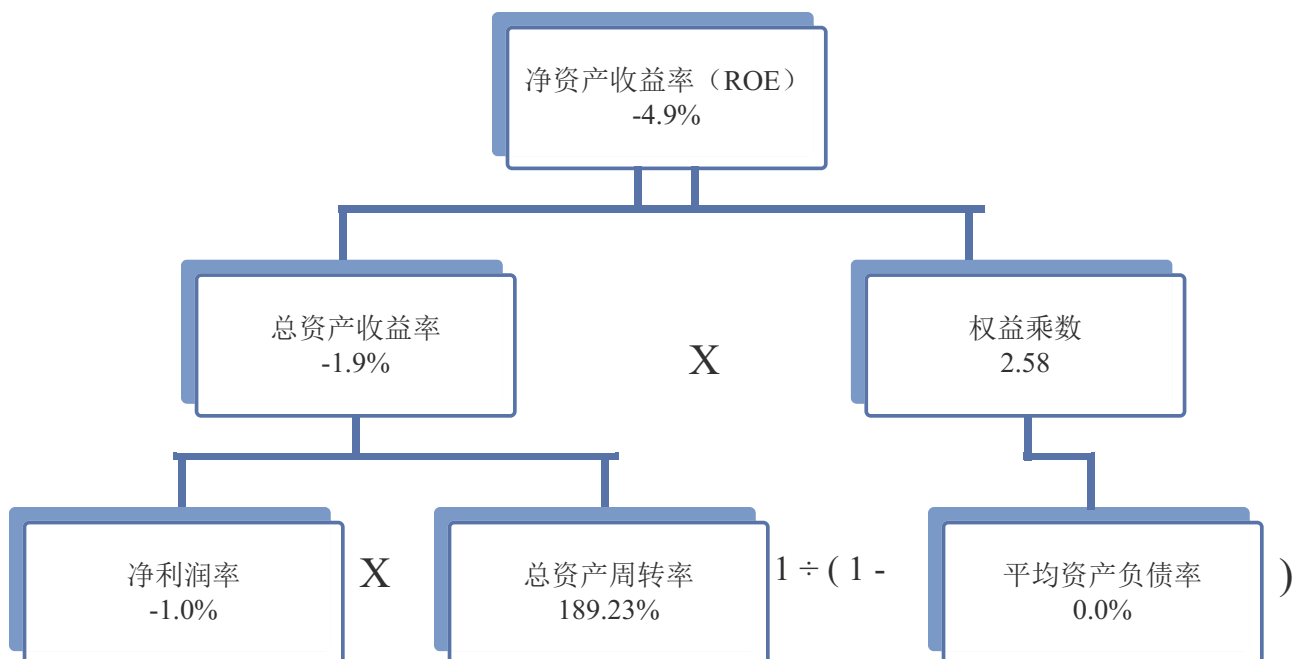 净资产收益率（ROE）
-4.9%
总资产收益率
-1.9%
X
权益乘数
2.58
净利润率
-1.0%
X
总资产周转率
189.23%
1 ÷ ( 1 -
平均资产负债率
0.0%
)